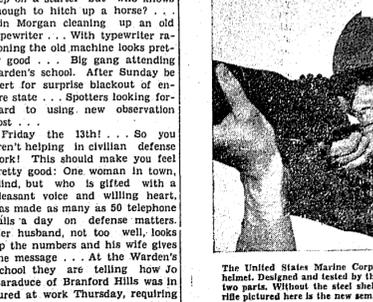 ep on a starter but who knows
nough to hitch up a horse? . . .
in Morgan cleaning up an old
pewriter . . . With typewriter ra-
oning the old machine looks pret-
good . . . Big gang attending
arden's school. After Sunday be
ert for surprise blackout of en-
re state . . . Spotters looking for-
ard to using new observation
ost . . .
Friday the 13th! . . . So you
ren't helping in civilian defense
ork! This should make you feel
retty good: One woman in town,
lind, but who is gifted with a
leasant voice and willing heart,
as made as many as 50 telephone
alls a day on defense matters.
er husband, not too well, looks
p the numbers and his wife gives
he message . . . At the Warden's
chool they are telling how Jo
araduce of Branford Hills was in
ured at work Thursday, requiring
The United States Marine Corp
helmet. Designed and tested by th
two parts. Without the steel shel
rifle pictured here is the new semi